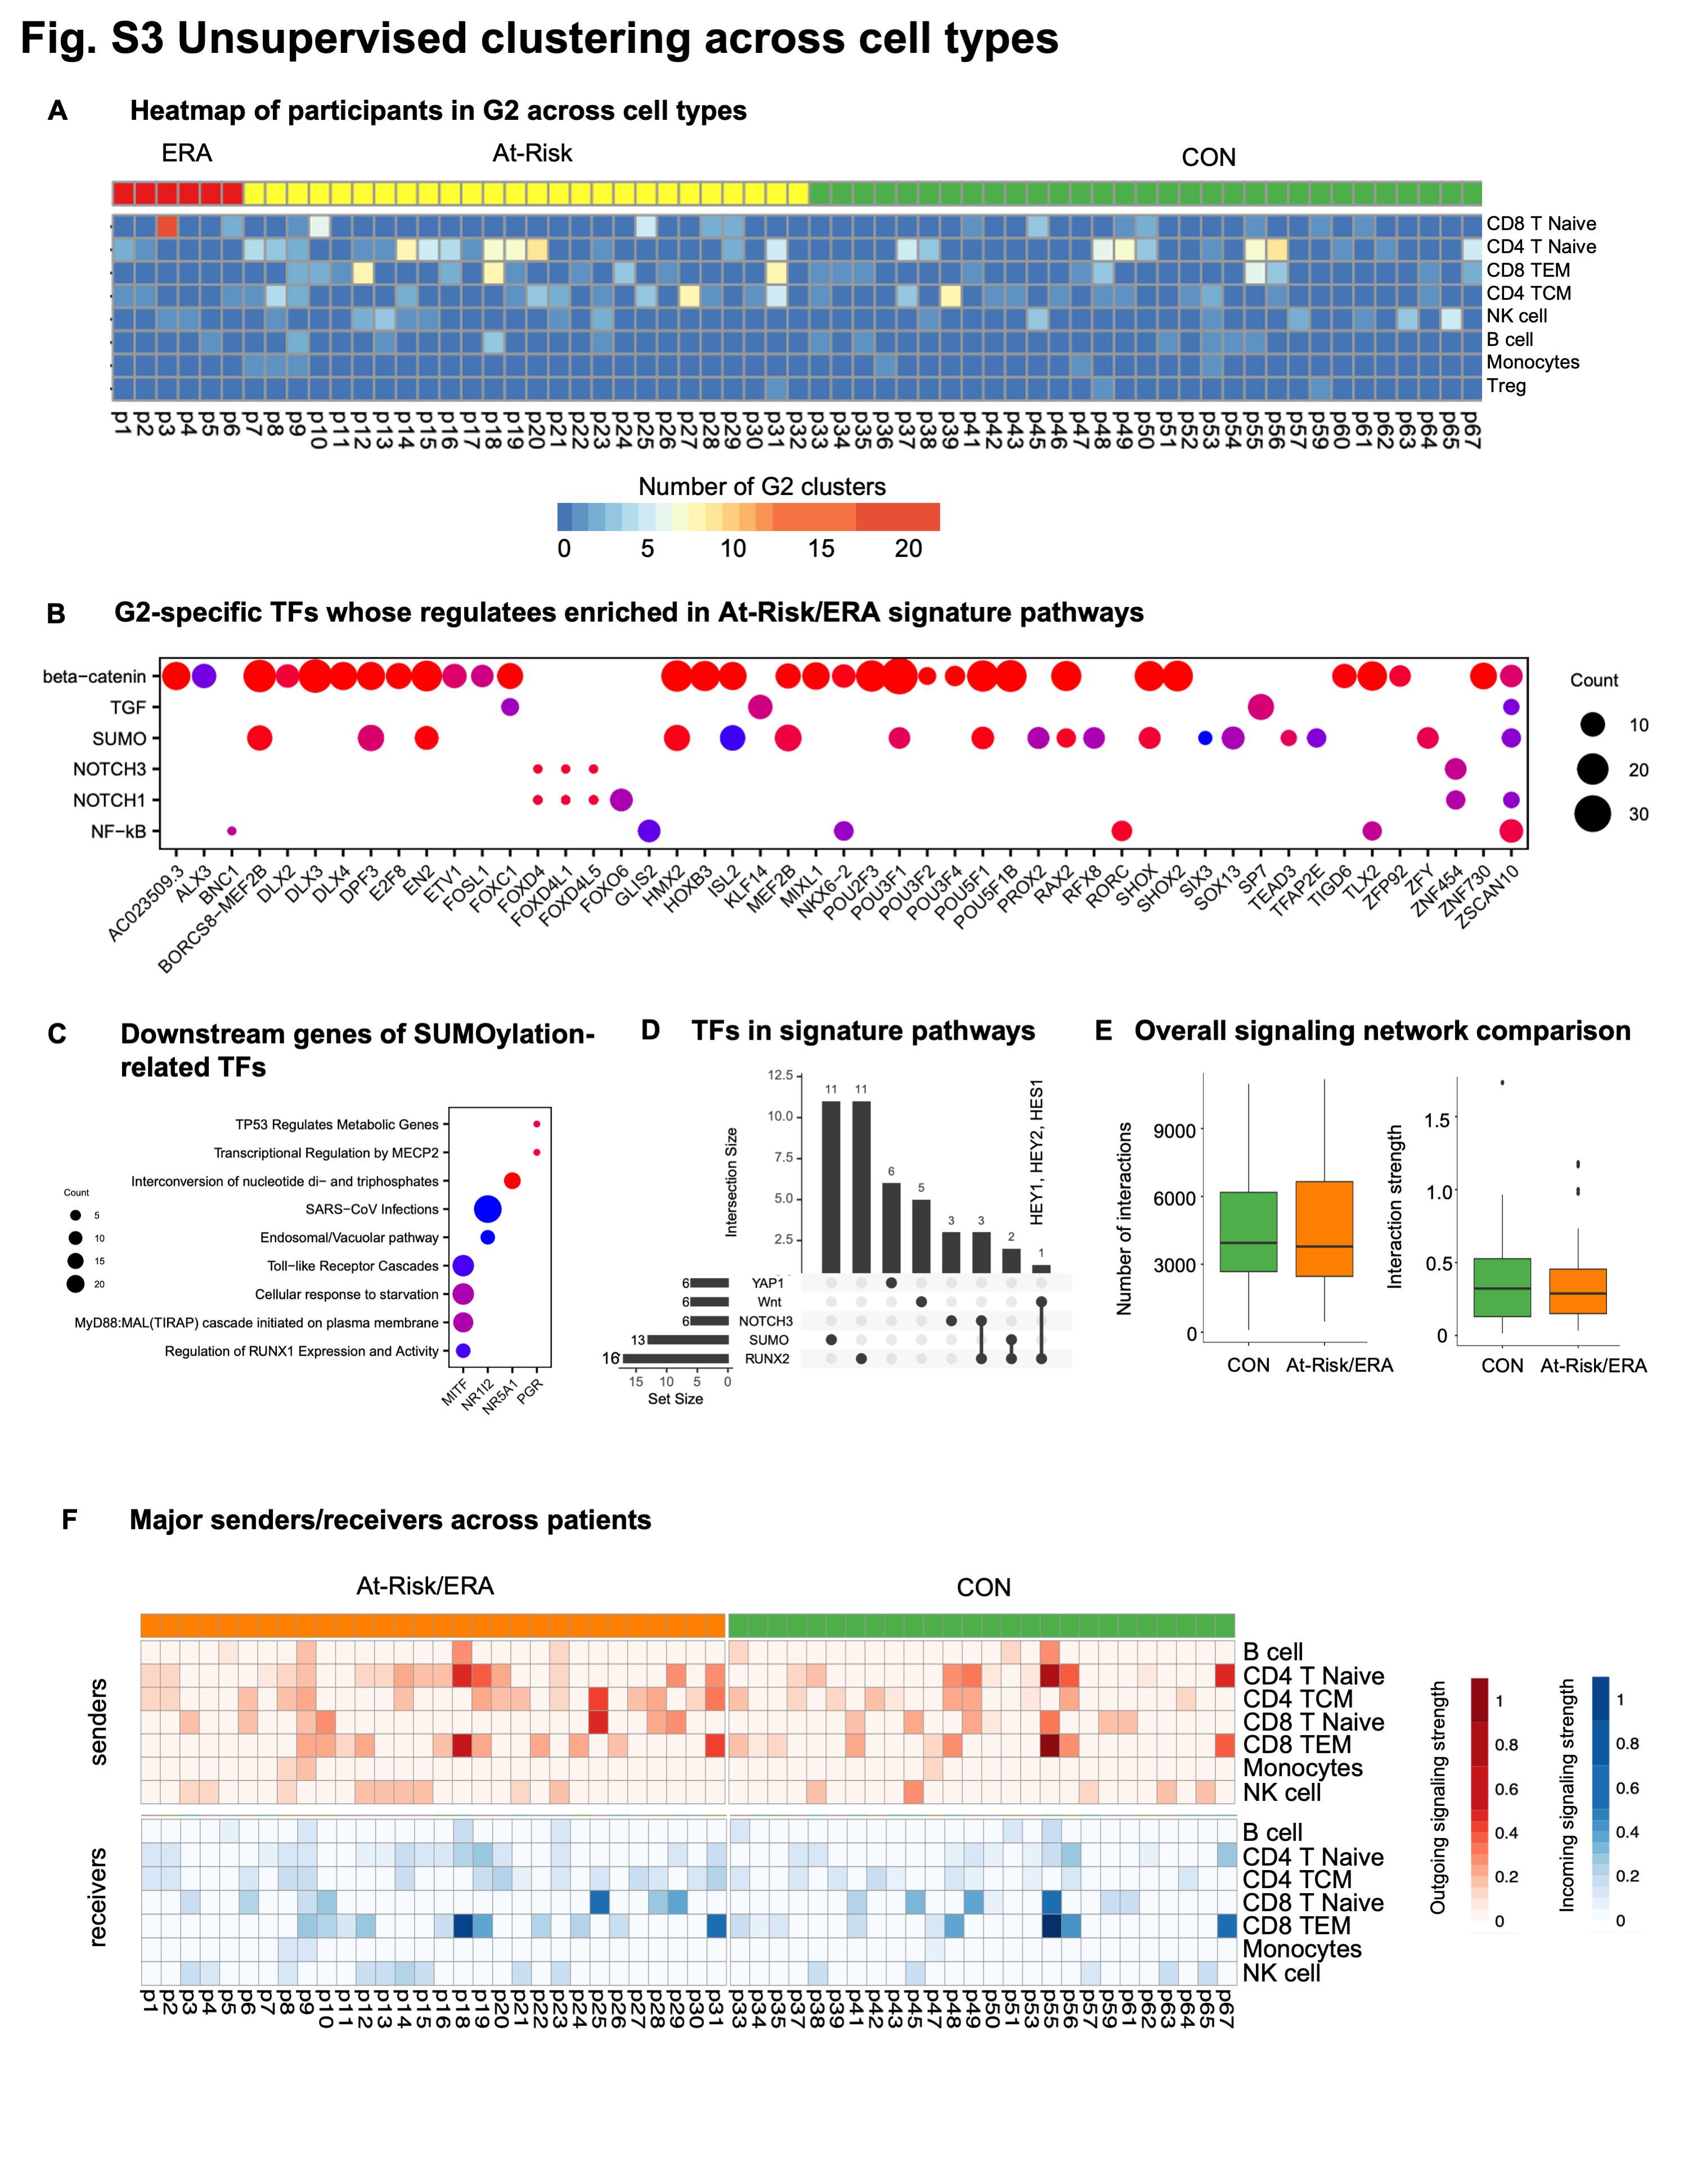 Fig. S3 Unsupervised clustering across cell types
A Heatmap of participants in G2 across cell types
ERA At-Risk CON
CD8 T Naive
CD4 T Naive
CD8 TEM
CD4 TCM
NK cell
B cell
Monocytes
Treg
p1 p2 p3 p4 p5 p6 p7 p8 p9 p10 p11 p12 p13 p14 p15 p16 p17 p18 p19 p20 p21 p22 p23 p24 p25 p26 p27 p28 p29 p30 p31 p32 p33 p34 p35 p36 p37 p38 p39 p41 p42 p43 p45 p46 p47 p48 p49 p50 p51 p52 p53 p54 p55 p56 p57 p59 p60 p61 p62 p63 p64 p65 p67
Number of G2 clusters
0 5 10 15 20
B G2-specific TFs whose regulatees enriched in At-Risk/ERA signature pathways
beta−catenin
TGF
SUMO
NOTCH3
NOTCH1
NF−kB
AC023509.3 ALX3 BNC1 BORCS8−MEF2B DLX2 DLX3 DLX4 DPF3 E2F8 EN2 ETV1 FOSL1 FOXC1 FOXD4 FOXD4L1 FOXD4L5 FOXO6 GLIS2 HMX2 HOXB3 ISL2 KLF14 MEF2B MIXL1 NKX6−2 POU2F3 POU3F1 POU3F2 POU3F4 POU5F1 POU5F1B PROX2 RAX2 RFX8 RORC SHOX SHOX2 SIX3 SOX13 SP7 TEAD3 TFAP2E TIGD6 TLX2 ZFP92 ZFY ZNF454 ZNF730 ZSCAN10
Count
10
20
30
C Downstream genes of SUMOylation-
related TFs
TP53 Regulates Metabolic Genes
Transcriptional Regulation by MECP2
Interconversion of nucleotide di− and triphosphates
SARS−CoV Infections
Endosomal/Vacuolar pathway
Toll−like Receptor Cascades
Cellular response to starvation
MyD88:MAL(TIRAP) cascade initiated on plasma membrane
Regulation of RUNX1 Expression and Activity
MITF NR1I2 NR5A1 PGR
Count
5
10
15
20
D TFs in signature pathways
Intersection Size
12.5
10.0
7.5
5.0
2.5
11 11 6 5 3 3 2 1
HEY1, HEY2, HES1
6 YAP1
6 Wnt
6 NOTCH3
13 SUMO
16 RUNX2
15 10 5 0
Set Size
E Overall signaling network comparison
Number of interactions
9000
6000
3000
0
CON At-Risk/ERA
Interaction strength
1.5
1.0
0.5
0
CON At-Risk/ERA
F Major senders/receivers across patients
At-Risk/ERA CON
senders
B cell
CD4 T Naive
CD4 TCM
CD8 T Naive
CD8 TEM
Monocytes
NK cell
receivers
B cell
CD4 T Naive
CD4 TCM
CD8 T Naive
CD8 TEM
Monocytes
NK cell
p1 p2 p3 p4 p5 p6 p7 p8 p9 p10 p11 p12 p13 p14 p15 p16 p18 p19 p20 p21 p22 p23 p24 p25 p26 p27 p28 p29 p30 p31 p33 p34 p35 p37 p38 p39 p41 p42 p43 p45 p47 p48 p49 p50 p51 p53 p55 p56 p57 p59 p61 p62 p63 p64 p65 p67
Outgoing signaling strength
1
0.8
0.6
0.4
0.2
0
Incoming signaling strength
1
0.8
0.6
0.4
0.2
0